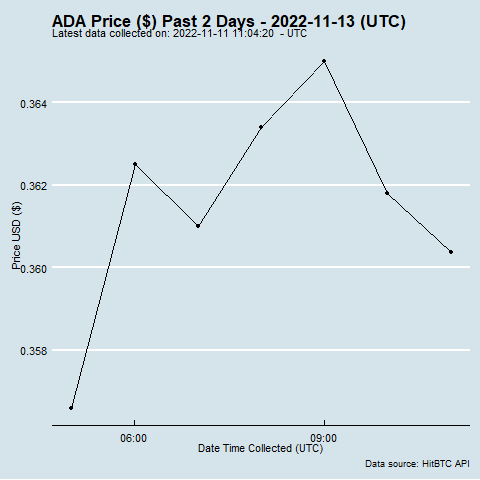 ADA Price ($) Past 2 Days - 2022-11-13 (UTC)
Latest data collected on: 2022-11-11 11:04:20 - UTC
0.364
0.362
0.360
0.358
Price USD ($)
06:00
09:00
Date Time Collected (UTC)
Data source: HitBTC API